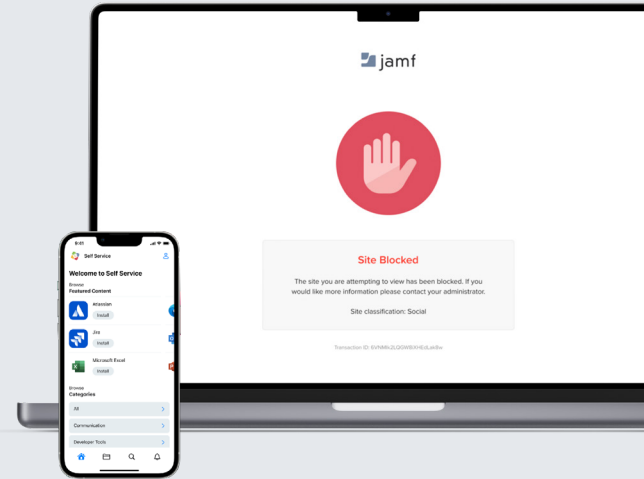 jamf
Site Blocked
The site you are attempting to view has been blocked. If you
would like more information please contact your administrator.
Site classification: Social
9:41
Self Service
Welcome to Self Service
Browse
Featured Content
Atlassian
Install
Jira
Install
Microsoft Excel
Install
Browse
Categories
All
Communication
Developer Tools